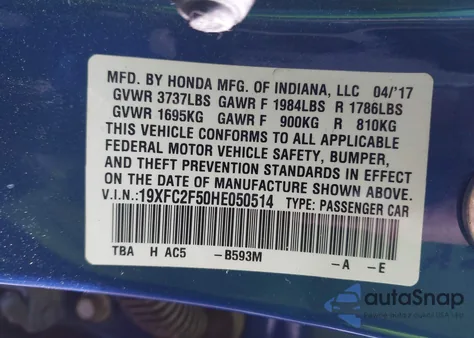 MFD. BY HONDA MFG. OF INDIANA, LLC 04/'17
GVWR 3737LBS GAWR F 1984LBS R 1786LBS
GVWR 1695KG GAWR F 900KG R 810KG
THIS VEHICLE CONFORMS TO ALL APPLICABLE
FEDERAL MOTOR VEHICLE SAFETY, BUMPER,
AND THEFT PREVENTION STANDARDS IN EFFECT
ON THE DATE OF MANUFACTURE SHOWN ABOVE.
V.I.N.:19XFC2F50HE050514 TYPE: PASSENGER CAR
TBA H AC5 -B593M -A -E
autoSnap